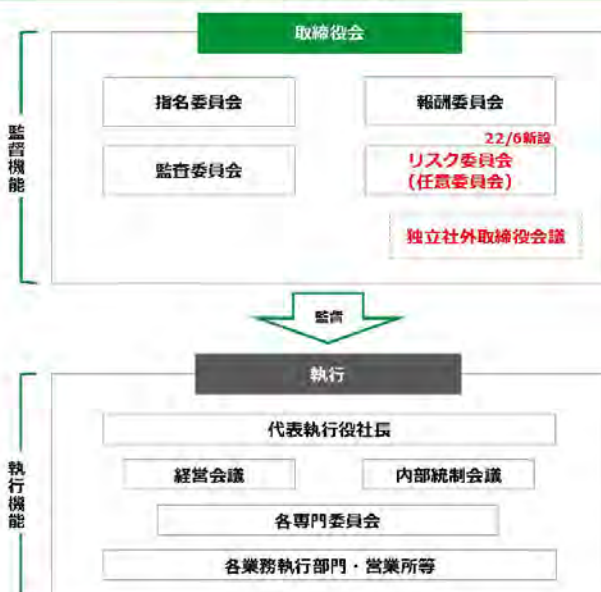 取締役会
監督機能
指名委員会
報酬委員会
22/6新設
監査委員会
リスク委員会
(任意委員会)
独立社外取締役会議
監督
執行
執行機能
代表執行役社長
経営会議
内部統制会議
各専門委員会
各業務執行部門・営業所等